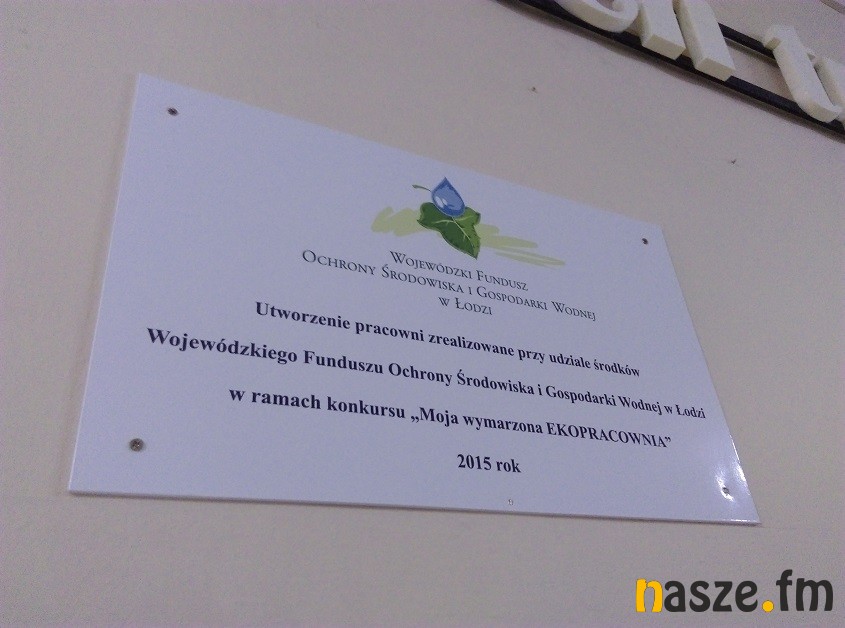 Wojewódzki Fundusz
Ochrony Środowiska i Gospodarki Wodnej
w Łodzi
Utworzenie pracowni zrealizowane przy udziale środków
Wojewódzkiego Funduszu Ochrony Środowiska i Gospodarki Wodnej w Łodzi
w ramach konkursu „Moja wymarzona EKOPRACOWNIA”
2015 rok
nasze.fm